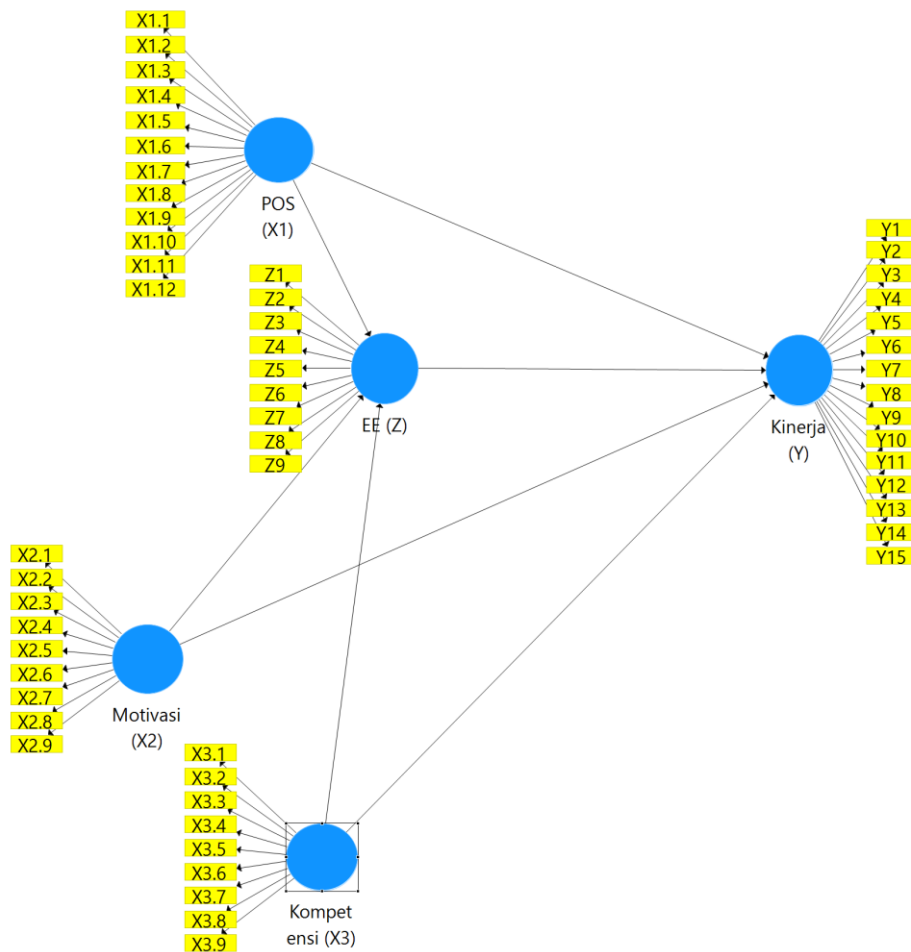 X1.1
X1.2
X1.3
X1.4
X1.5
X1.6
X1.7
X1.8
X1.9
X1.10
X1.11
X1.12
POS
(X1)
Z1
Z2
Z3
Z4
Z5
Z6
Z7
Z8
Z9
EE (Z)
Y1
Y2
Y3
Y4
Y5
Y6
Y7
Y8
Y9
Y10
Y11
Y12
Y13
Y14
Y15
Kinerja
(Y)
X2.1
X2.2
X2.3
X2.4
X2.5
X2.6
X2.7
X2.8
X2.9
Motivasi
(X2)
X3.1
X3.2
X3.3
X3.4
X3.5
X3.6
X3.7
X3.8
X3.9
Kompet
ensi (X3)